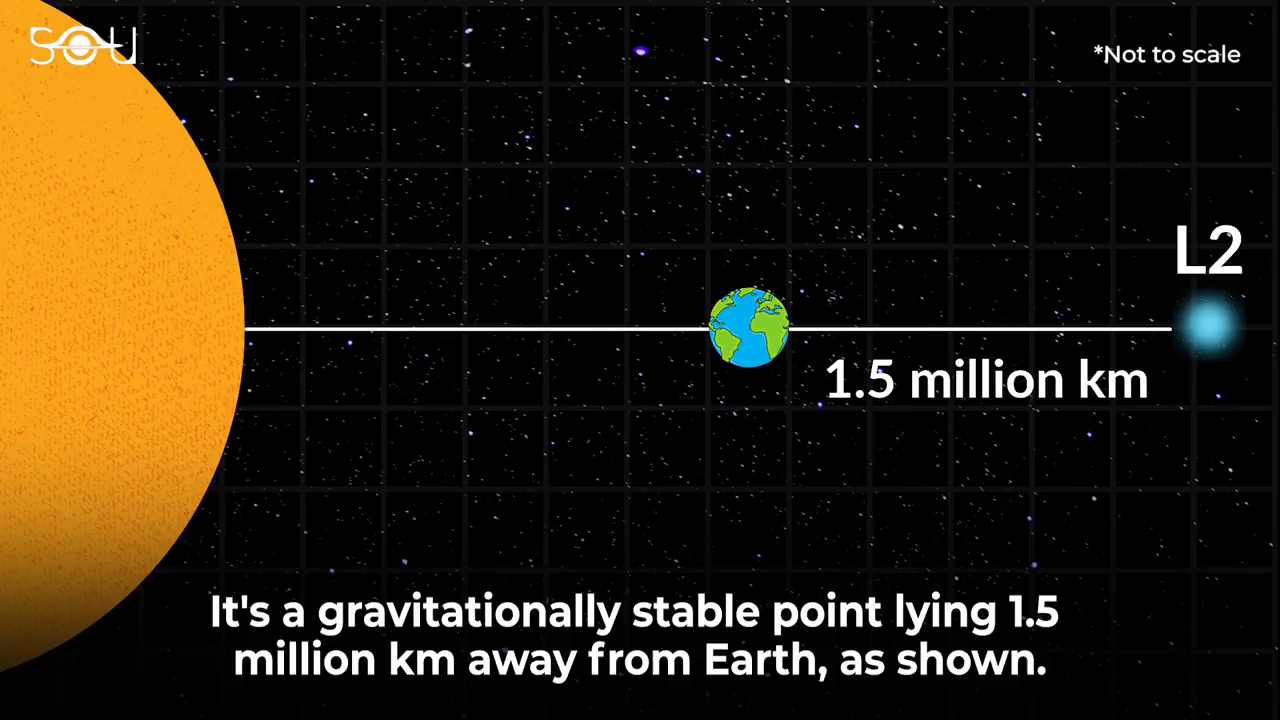 SOU
*Not to scale
L2
1.5 million km
It's a gravitationally stable point lying 1.5
million km away from Earth, as shown.